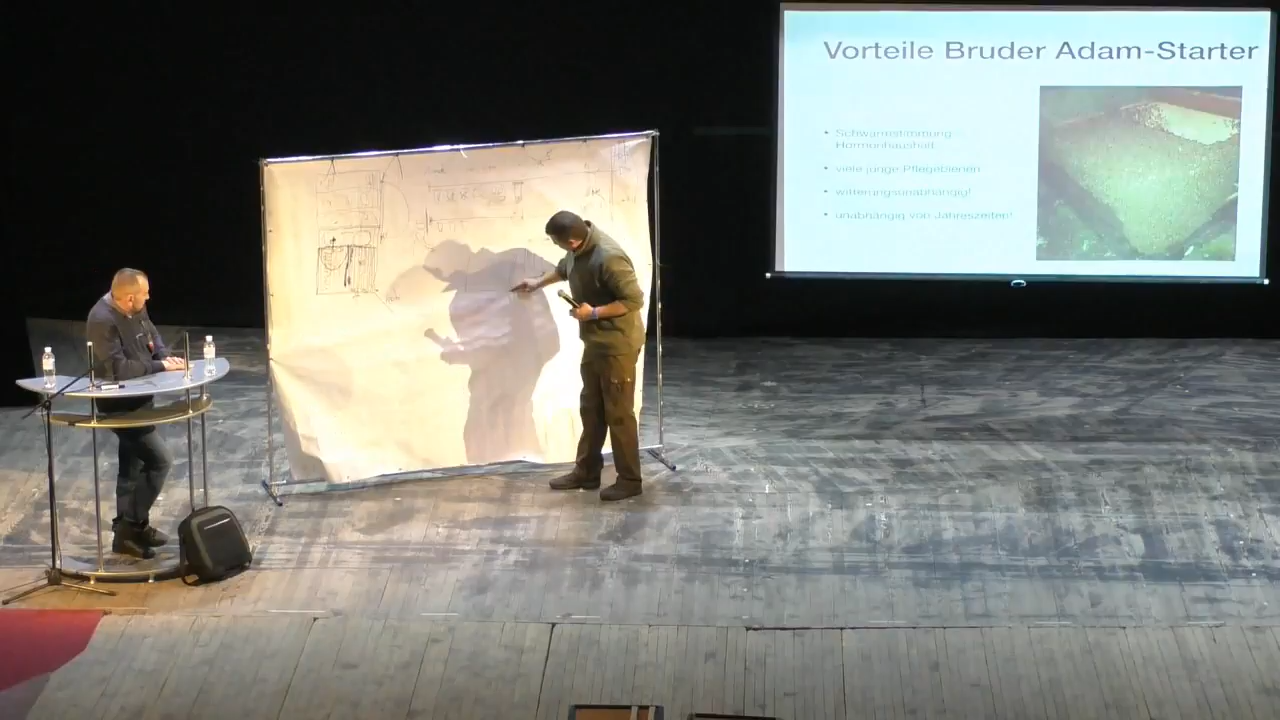 Vorteile Bruder Adam-Starter
• Schwarmstimmung
Hormonhaushalt
• viele junge Pflegebienen
• witterungsunabhängig!
• unabhängig von Jahreszeiten!